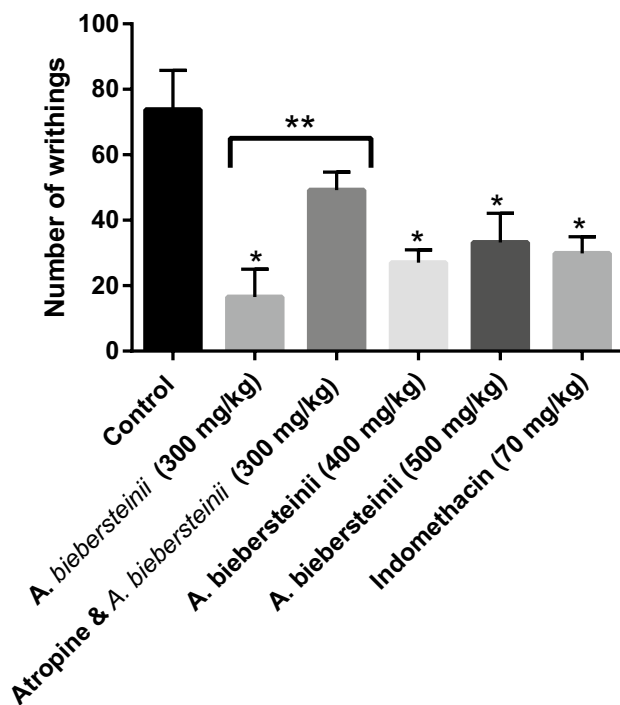 Number of writhings
100
80
60
40
20
0
**
*
*
*
*
Control
A. biebersteinii (300 mg/kg)
Atropine & A. biebersteinii (300 mg/kg)
A. biebersteinii (400 mg/kg)
A. biebersteinii (500 mg/kg)
Indomethacin (70 mg/kg)